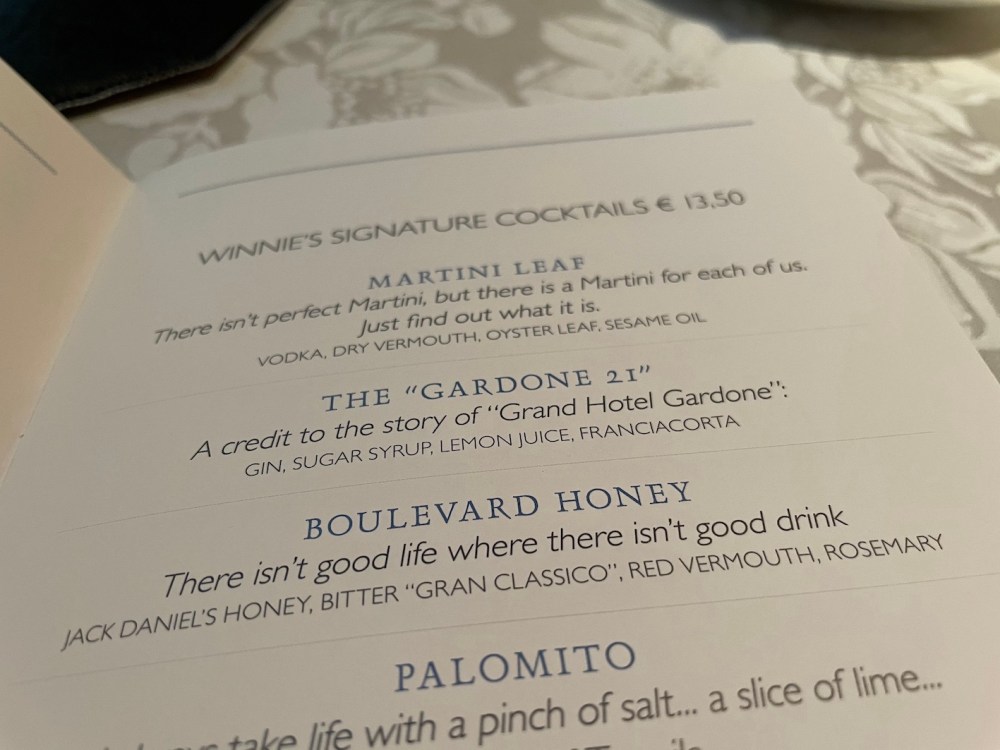 WINNIE'S SIGNATURE COCKTAILS € 13,50
MARTINI LEAF
There isn't perfect Martini, but there is a Martini for each of us.
Just find out what it is.
VODKA, DRY VERMOUTH, OYSTER LEAF, SESAME OIL
THE "GARDONE 21"
A credit to the story of "Grand Hotel Gardone":
GIN, SUGAR SYRUP, LEMON JUICE, FRANCIACORTA
BOULEVARD HONEY
There isn't good life where there isn't good drink
JACK DANIEL'S HONEY, BITTER "GRAN CLASSICO", RED VERMOUTH, ROSEMARY
PALOMITO
take life with a pinch of salt... a slice of lime...